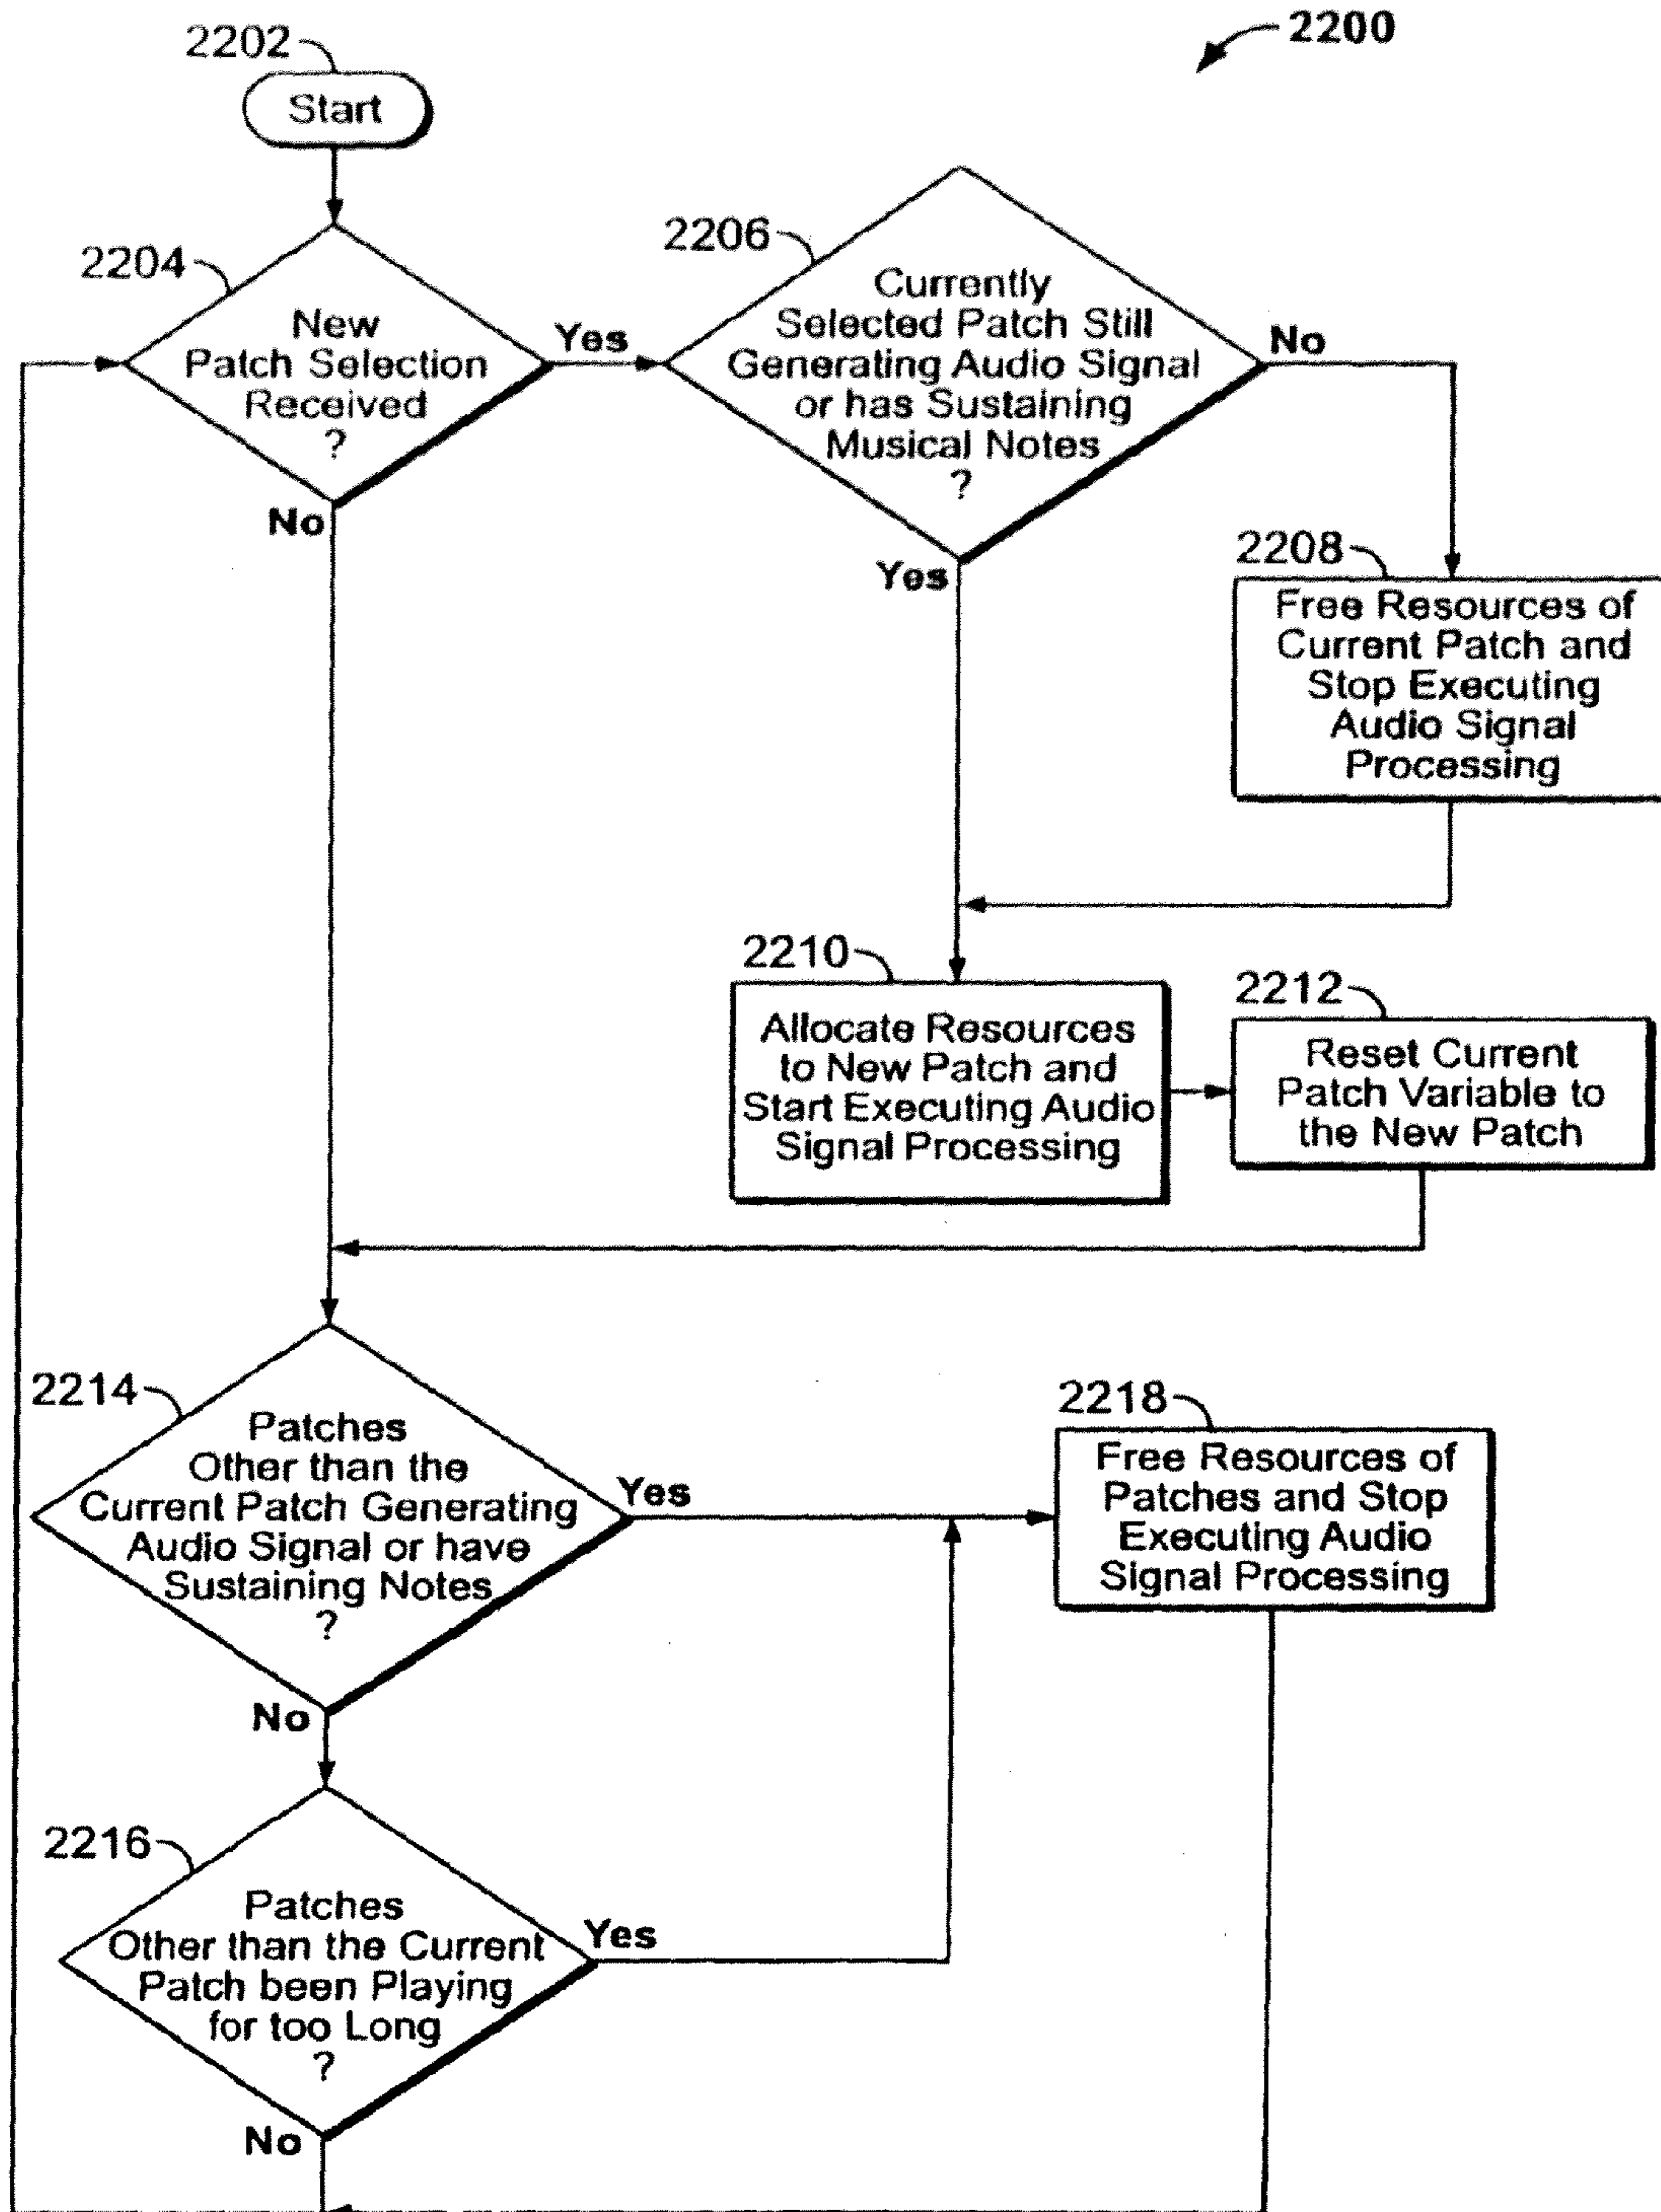 2200
2202
Start
2204
New
Patch Selection
Received
?
Yes
No
2206
Currently
Selected Patch Still
Generating Audio Signal
or has Sustaining
Musical Notes
?
No
Yes
2208
Free Resources of
Current Patch and
Stop Executing
Audio Signal
Processing
2210
Allocate Resources
to New Patch and
Start Executing Audio
Signal Processing
2212
Reset Current
Patch Variable to
the New Patch
2214
Patches
Other than the
Current Patch Generating
Audio Signal or have
Sustaining Notes
?
Yes
No
2218
Free Resources of
Patches and Stop
Executing Audio
Signal Processing
2216
Patches
Other than the Current
Patch been Playing
for too Long
?
Yes
No